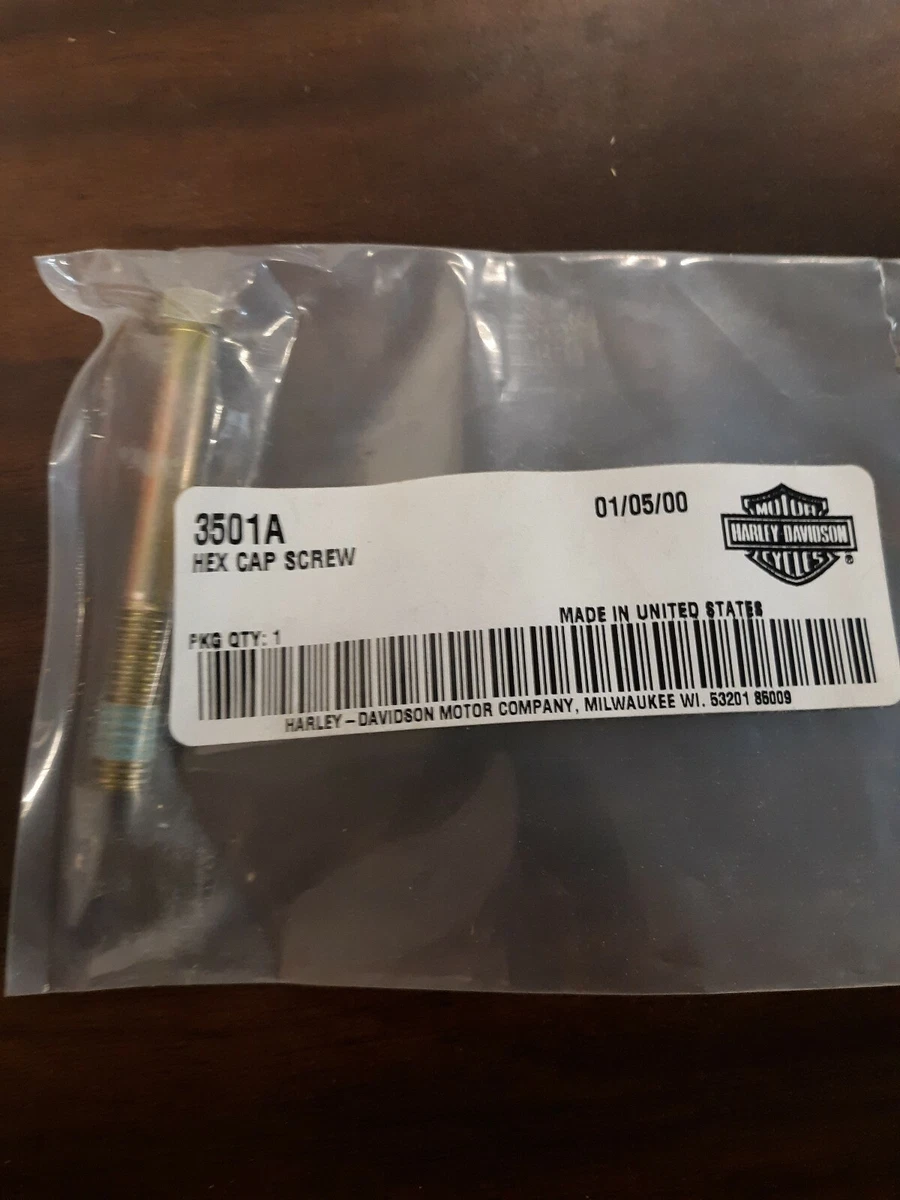 3501A
HEX CAP SCREW
01/05/00
MOTOR
HARLEY-DAVIDSON
CYCLES
®
PKG QTY: 1
MADE IN UNITED STATES
HARLEY-DAVIDSON MOTOR COMPANY, MILWAUKEE WI. 53201 85009